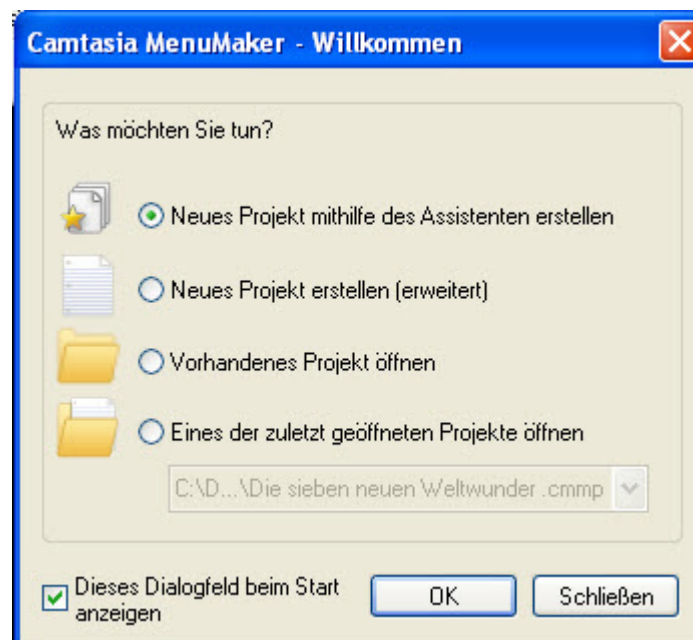 Camtasia MenuMaker - Willkommen
Was möchten Sie tun?
Neues Projekt mithilfe des Assistenten erstellen
Neues Projekt erstellen (erweitert)
Vorhandenes Projekt öffnen
Eines der zuletzt geöffneten Projekte öffnen
C:\D...\Die sieben neuen Weltwunder .cmmp
Dieses Dialogfeld beim Start
anzeigen
OK
Schließen